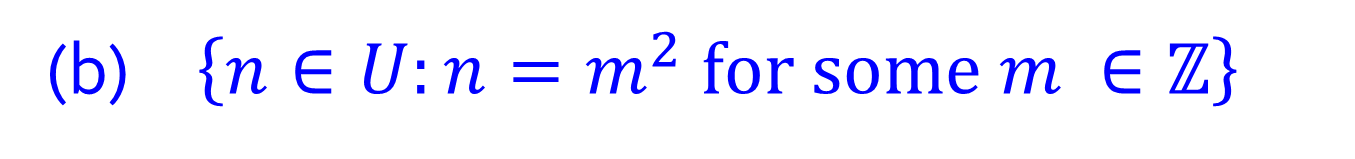 (b) {n ∈ U: n = m² for some m ∈ ℤ}